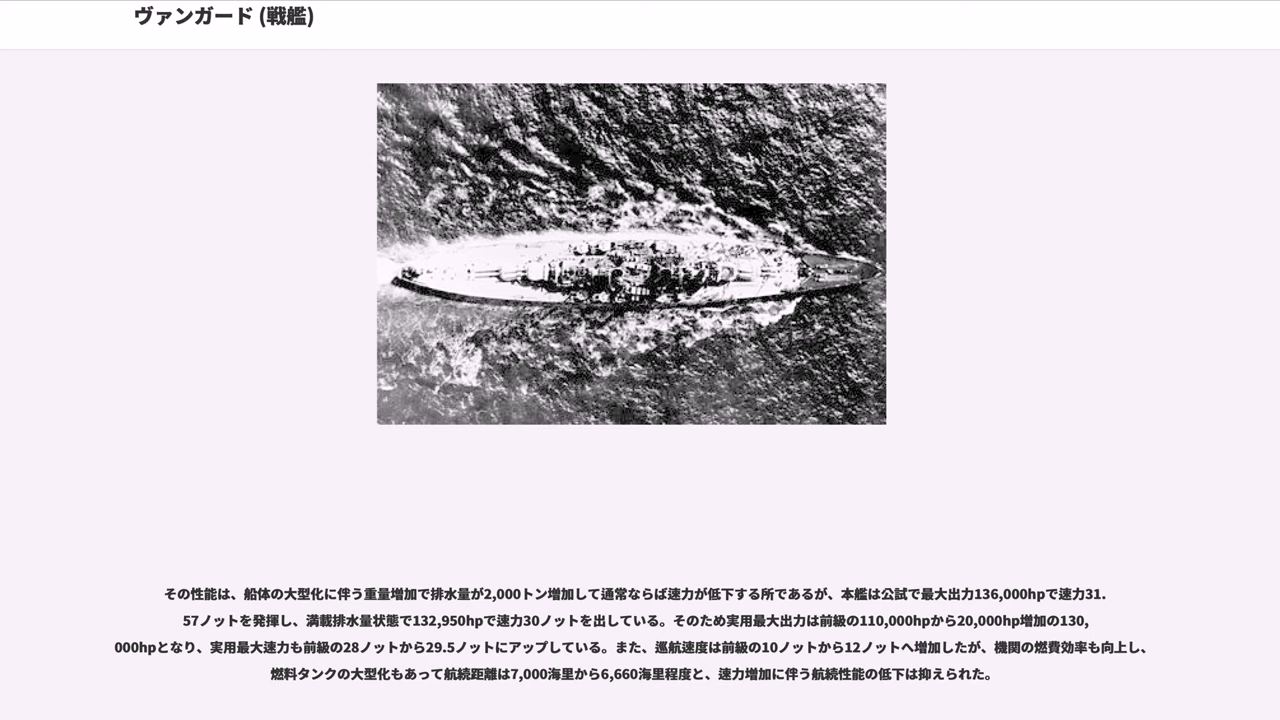 ヴァンガード (戦艦)
その性能は、船体の大型化に伴う重量増加で排水量が2,000トン増加して通常ならば速力が低下する所であるが、本艦は公試で最大出力136,000hpで速力31.
57ノットを発揮し、満載排水量状態で132,950hpで速力30ノットを出している。そのため実用最大出力は前級の110,000hpから20,000hp増加の130,
000hpとなり、実用最大速力も前級の28ノットから29.5ノットにアップしている。また、巡航速度は前級の10ノットから12ノットへ増加したが、機関の燃費効率も向上し、
燃料タンクの大型化もあって航続距離は7,000海里から6,660海里程度と、速力増加に伴う航続性能の低下は抑えられた。